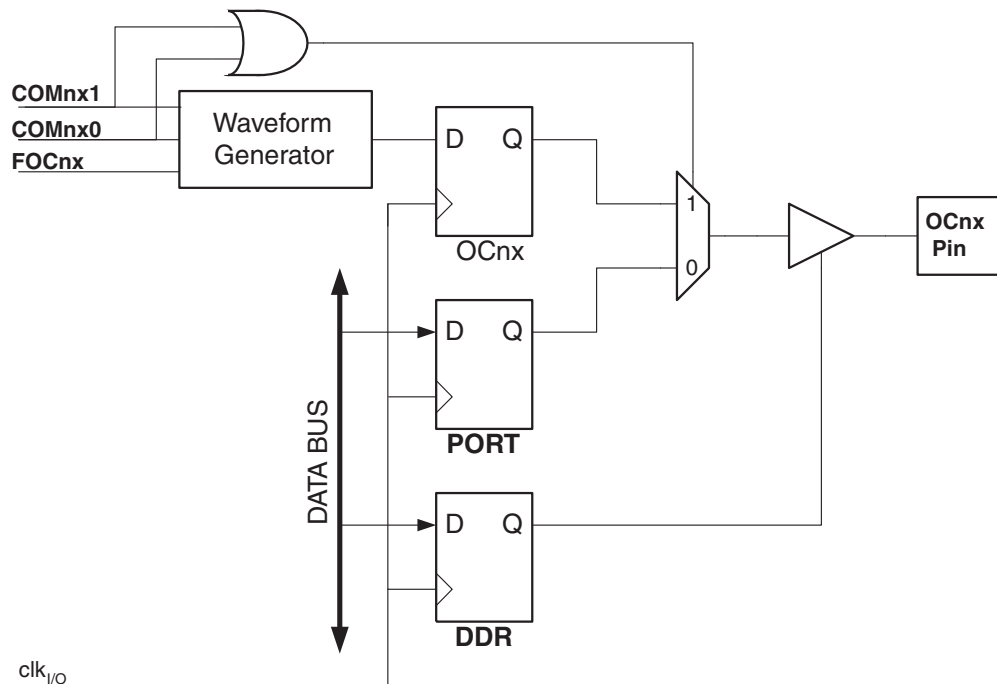 COMnx1
COMnx0
FOCnx
Waveform
Generator
D Q
OCnx
1
0
OCnx
Pin
D Q
PORT
DATA BUS
D Q
DDR
clkI/O